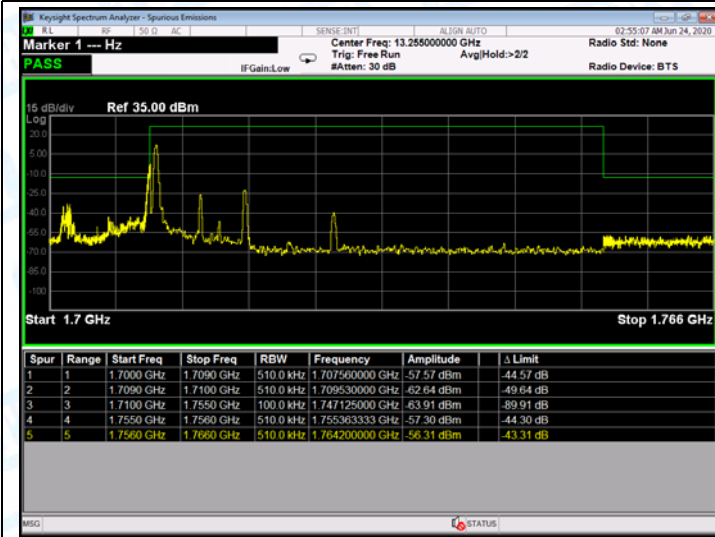 Keysight Spectrum Analyzer - Spurious Emissions
RL RF 50 Ω AC SENSE:INT ALIGN AUTO 02:55:07 AM Jun 24, 2020
Marker 1 --- Hz Center Freq: 13.255000000 GHz Radio Std: None
Trig: Free Run Avg|Hold:>2/2
PASS IFGain:Low #Atten: 30 dB Radio Device: BTS
15 dB/div Ref 35.00 dBm
Log
20.0
5.00
-10.0
-25.0
-40.0
-55.0
-70.0
-85.0
-100
Start 1.7 GHz Stop 1.766 GHz
Spur Range Start Freq Stop Freq RBW Frequency Amplitude Δ Limit
1 1 1.7000 GHz 1.7090 GHz 510.0 kHz 1.707560000 GHz -57.57 dBm -44.57 dB
2 2 1.7090 GHz 1.7100 GHz 510.0 kHz 1.709530000 GHz -62.64 dBm -49.64 dB
3 3 1.7100 GHz 1.7550 GHz 100.0 kHz 1.747125000 GHz -63.91 dBm -89.91 dB
4 4 1.7550 GHz 1.7560 GHz 510.0 kHz 1.755363333 GHz -57.30 dBm -44.30 dB
5 5 1.7560 GHz 1.7660 GHz 510.0 kHz 1.764200000 GHz -56.31 dBm -43.31 dB
MSG STATUS